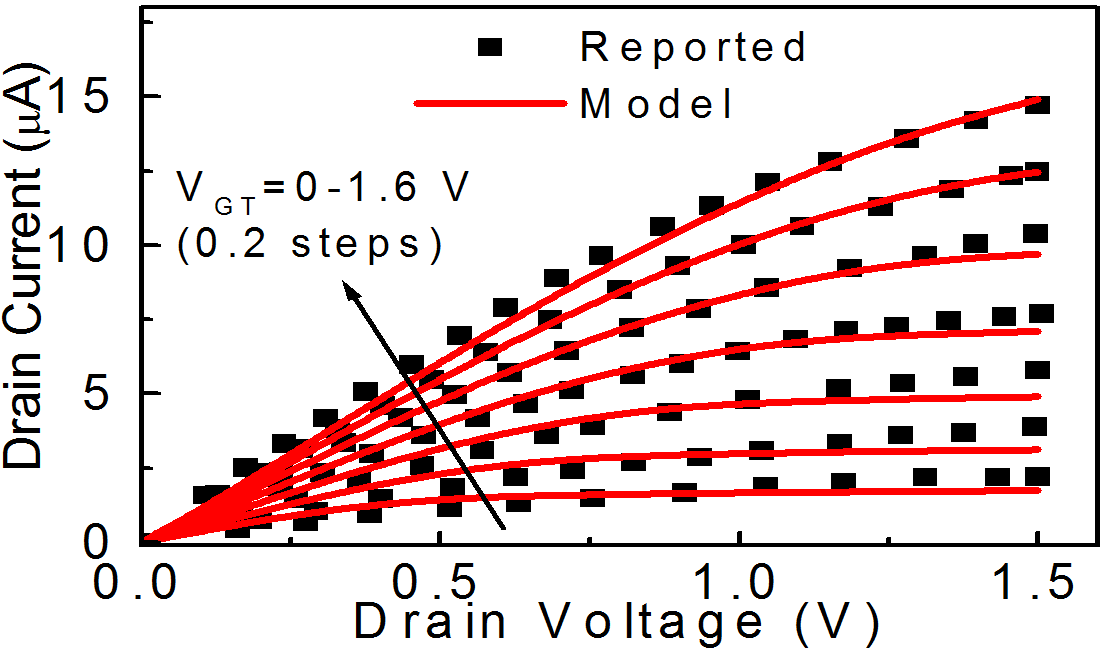 Reported
Model
V_GT=0-1.6 V
(0.2 steps)
Drain Current (μA)
15
10
5
0
0.0 0.5 1.0 1.5
Drain Voltage (V)